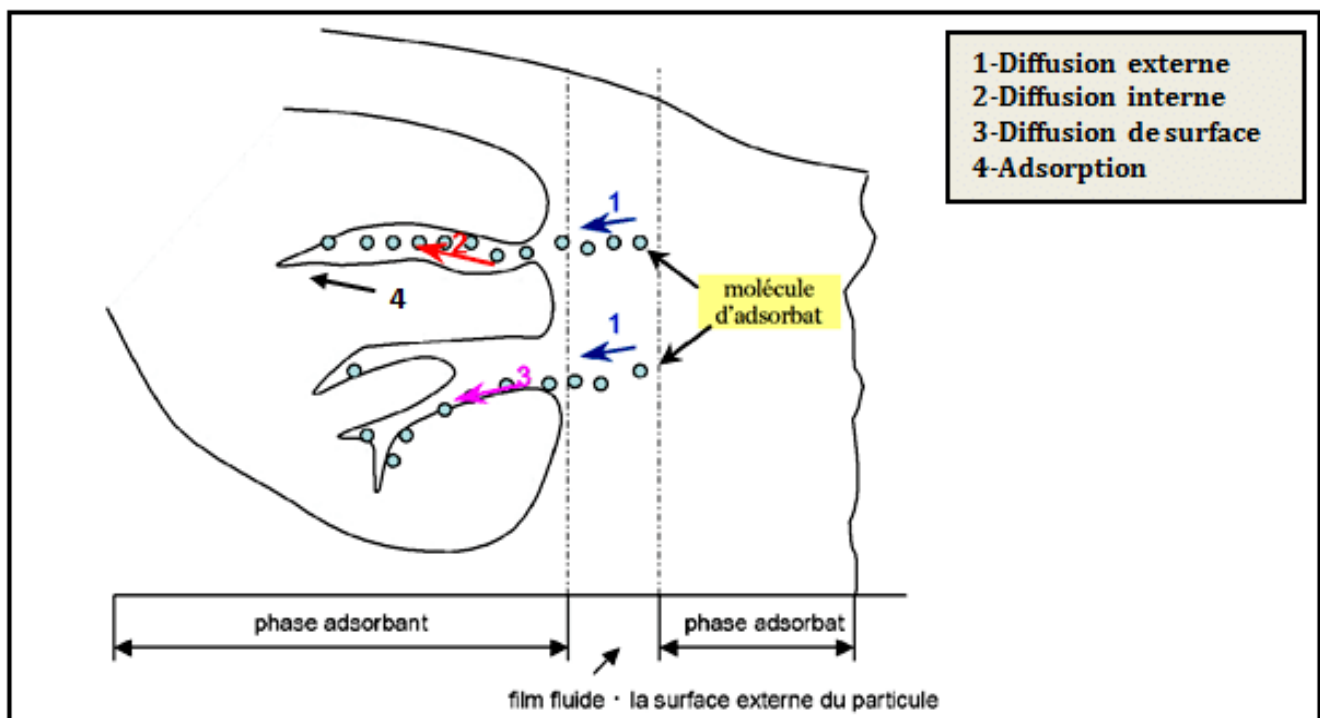 1-Diffusion externe
2-Diffusion interne
3-Diffusion de surface
4-Adsorption
1
2
4
molécule
d'adsorbat
1
3
phase adsorbant
phase adsorbat
film fluide · la surface externe du particule